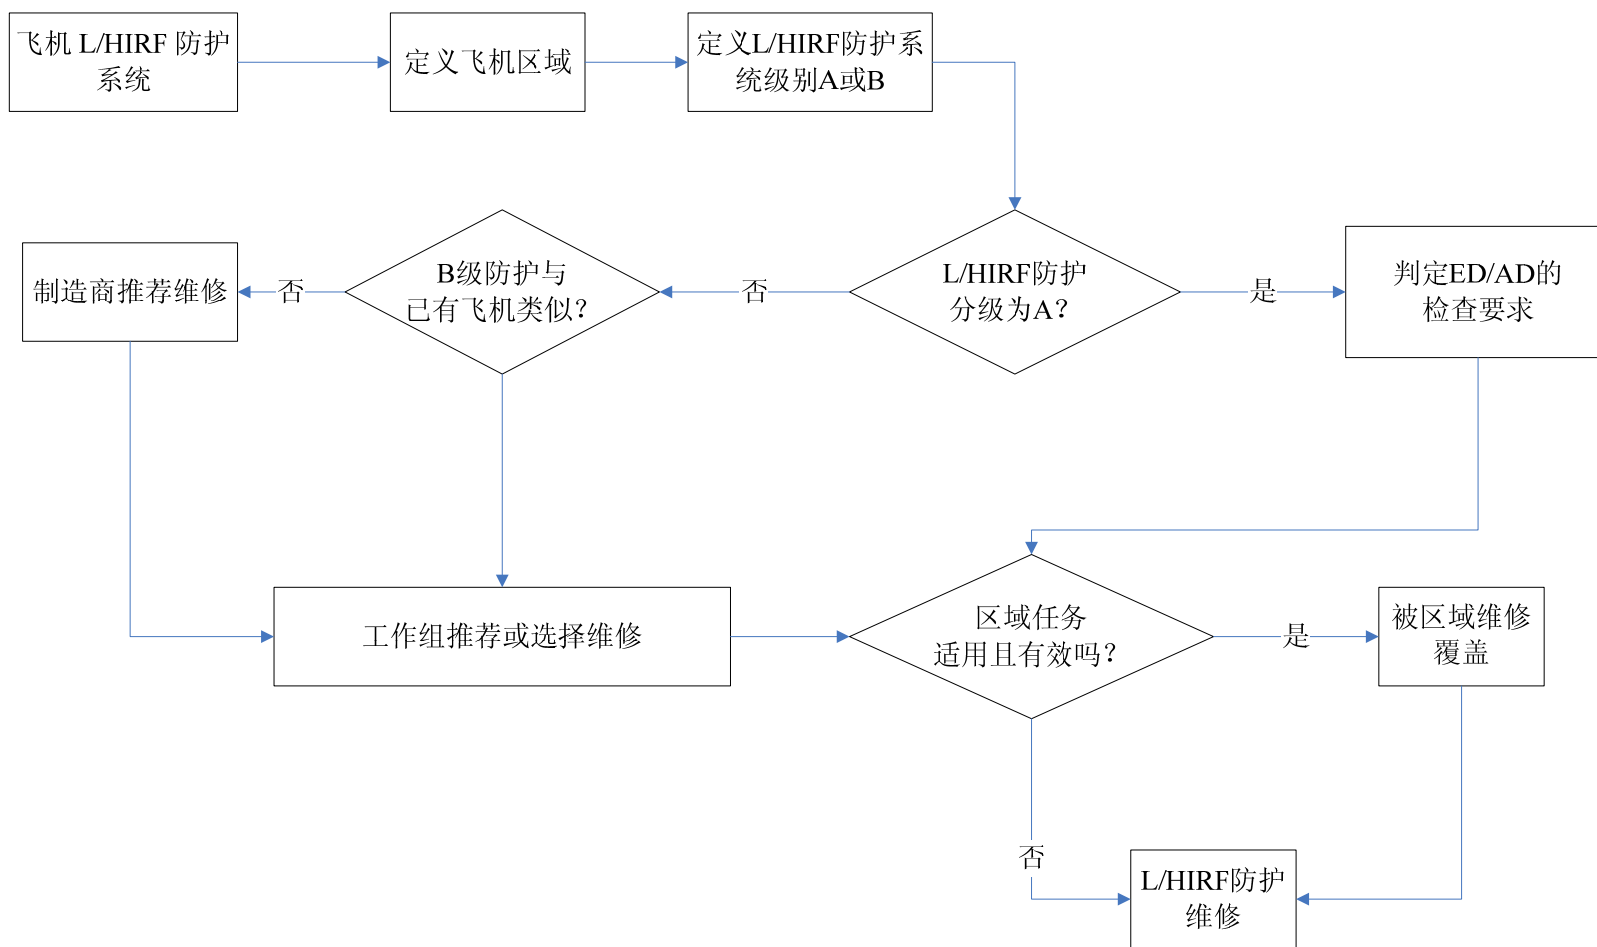 飞机 L/HIRF 防护
系统
定义飞机区域
定义L/HIRF防护系
统级别A或B
制造商推荐维修
否
B级防护与
已有飞机类似？
否
L/HIRF防护
分级为A？
是
判定ED/AD的
检查要求
工作组推荐或选择维修
区域任务
适用且有效吗？
是
被区域维修
覆盖
否
L/HIRF防护
维修